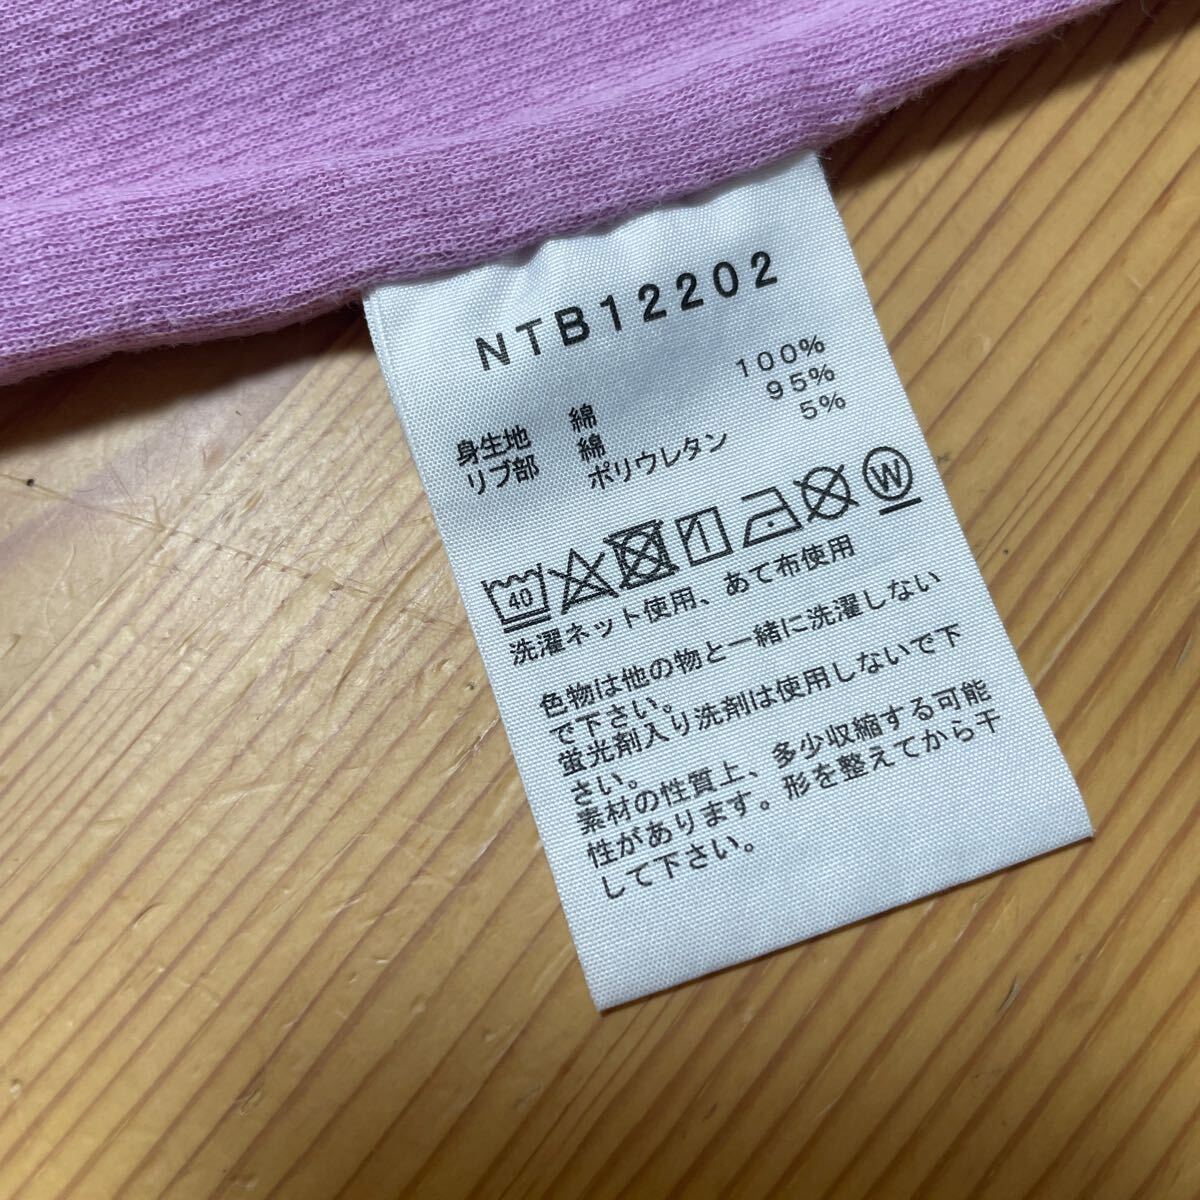 NTB12202
身生地 綿 100%
リブ部 綿 95%
ポリウレタン 5%
40 W
洗濯ネット使用、あて布使用
色物は他の物と一緒に洗濯しない
で下さい。
蛍光剤入り洗剤は使用しないで下
さい。
素材の性質上、多少収縮する可能
性があります。形を整えてから干
して下さい。